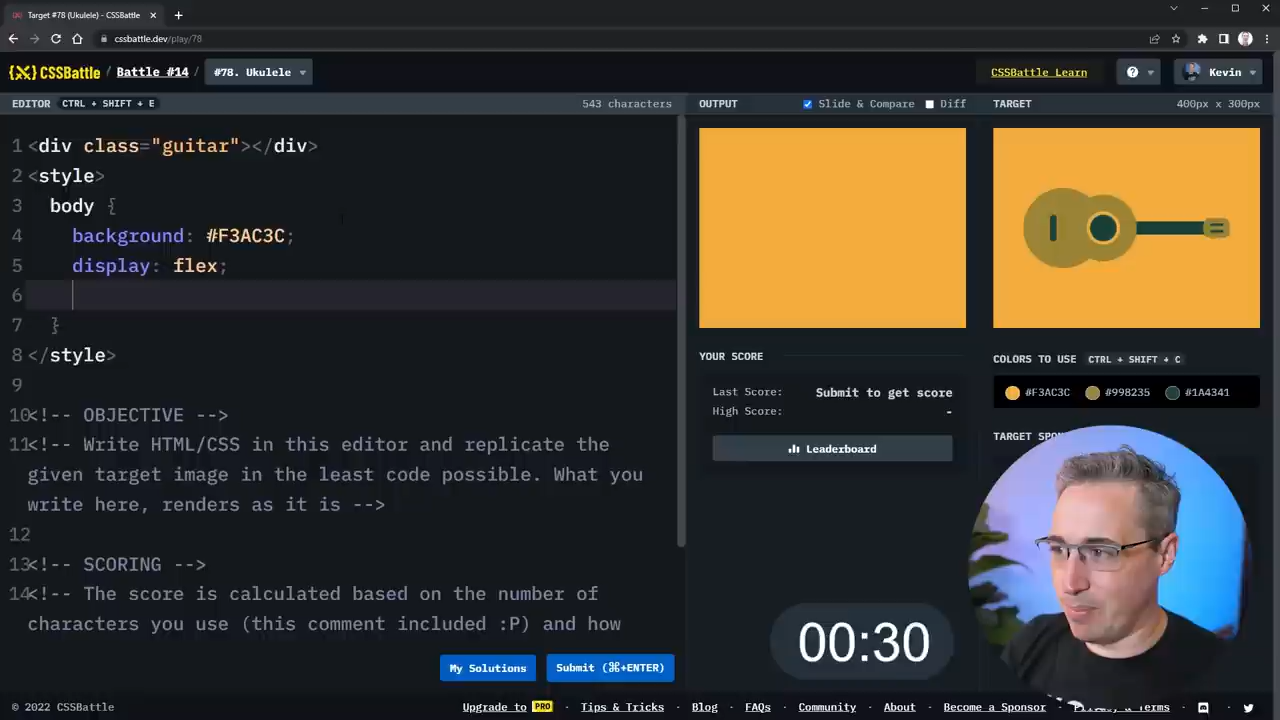 Target #78 (Ukulele) - CSSBattle
cssbattle.dev/play/78
{X} CSSBattle / Battle #14 / #78. Ukulele
CSSBattle Learn
Kevin
EDITOR CTRL + SHIFT + E
543 characters
OUTPUT
Slide & Compare
Diff
TARGET
400px x 300px
1 <div class="guitar"></div>
2 <style>
3 body {
4 background: #F3AC3C;
5 display: flex;
6
7 }
8 </style>
9
10 <!-- OBJECTIVE -->
11 <!-- Write HTML/CSS in this editor and replicate the
given target image in the least code possible. What you
write here, renders as it is -->
12
13 <!-- SCORING -->
14 <!-- The score is calculated based on the number of
characters you use (this comment included :P) and how
My Solutions
Submit (⌘+ENTER)
YOUR SCORE
Last Score: Submit to get score
High Score: -
Leaderboard
COLORS TO USE CTRL + SHIFT + C
#F3AC3C #998235 #1A4341
TARGET
00:30
© 2022 CSSBattle
Upgrade to PRO · Tips & Tricks · Blog · FAQs · Community · About · Become a Sponsor · Privacy & Terms